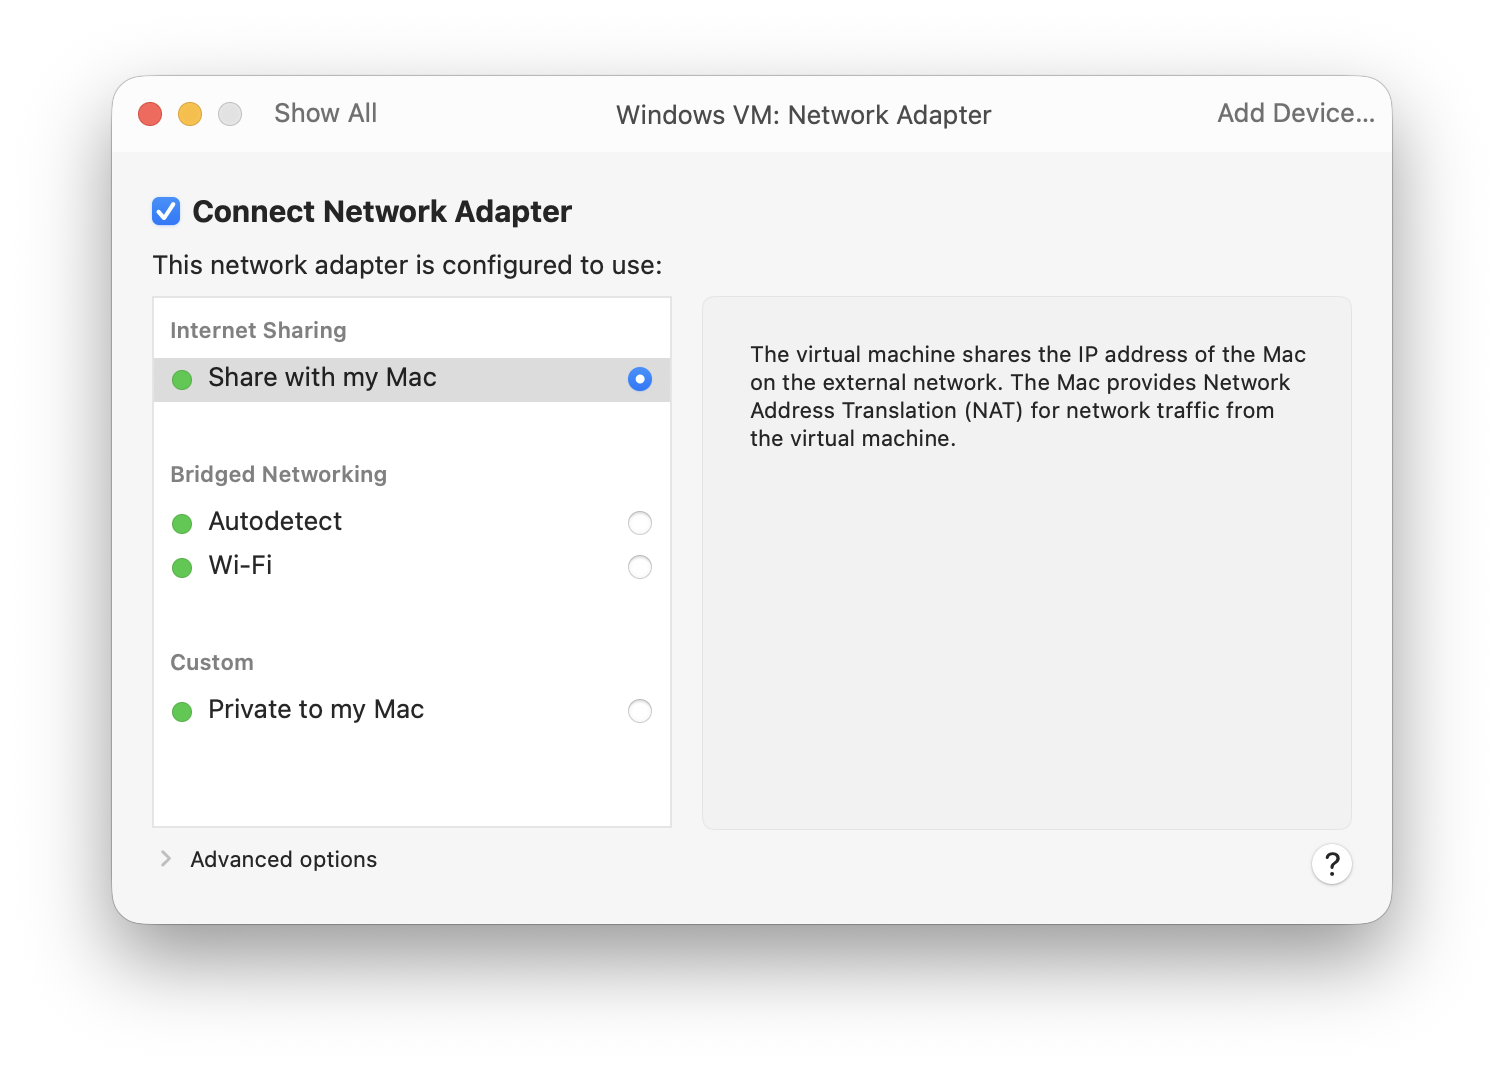 Show All
Windows VM: Network Adapter
Add Device...
Connect Network Adapter
This network adapter is configured to use:
Internet Sharing
Share with my Mac
Bridged Networking
Autodetect
Wi-Fi
Custom
Private to my Mac
The virtual machine shares the IP address of the Mac
on the external network. The Mac provides Network
Address Translation (NAT) for network traffic from
the virtual machine.
Advanced options
?